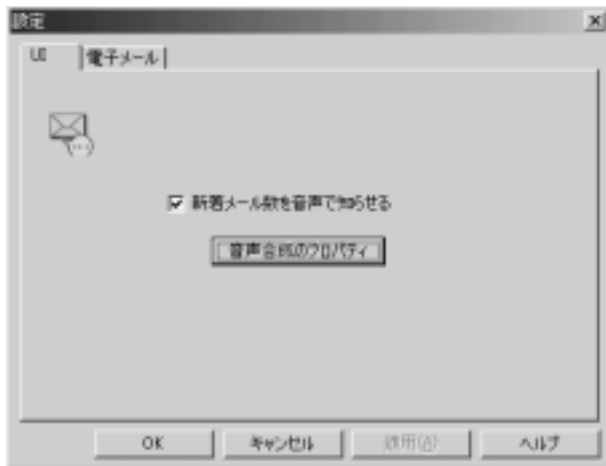 設定
UI
電子メール
新着メール数を音声で知らせる
音声合成のプロパティ
OK
キャンセル
適用(A)
ヘルプ